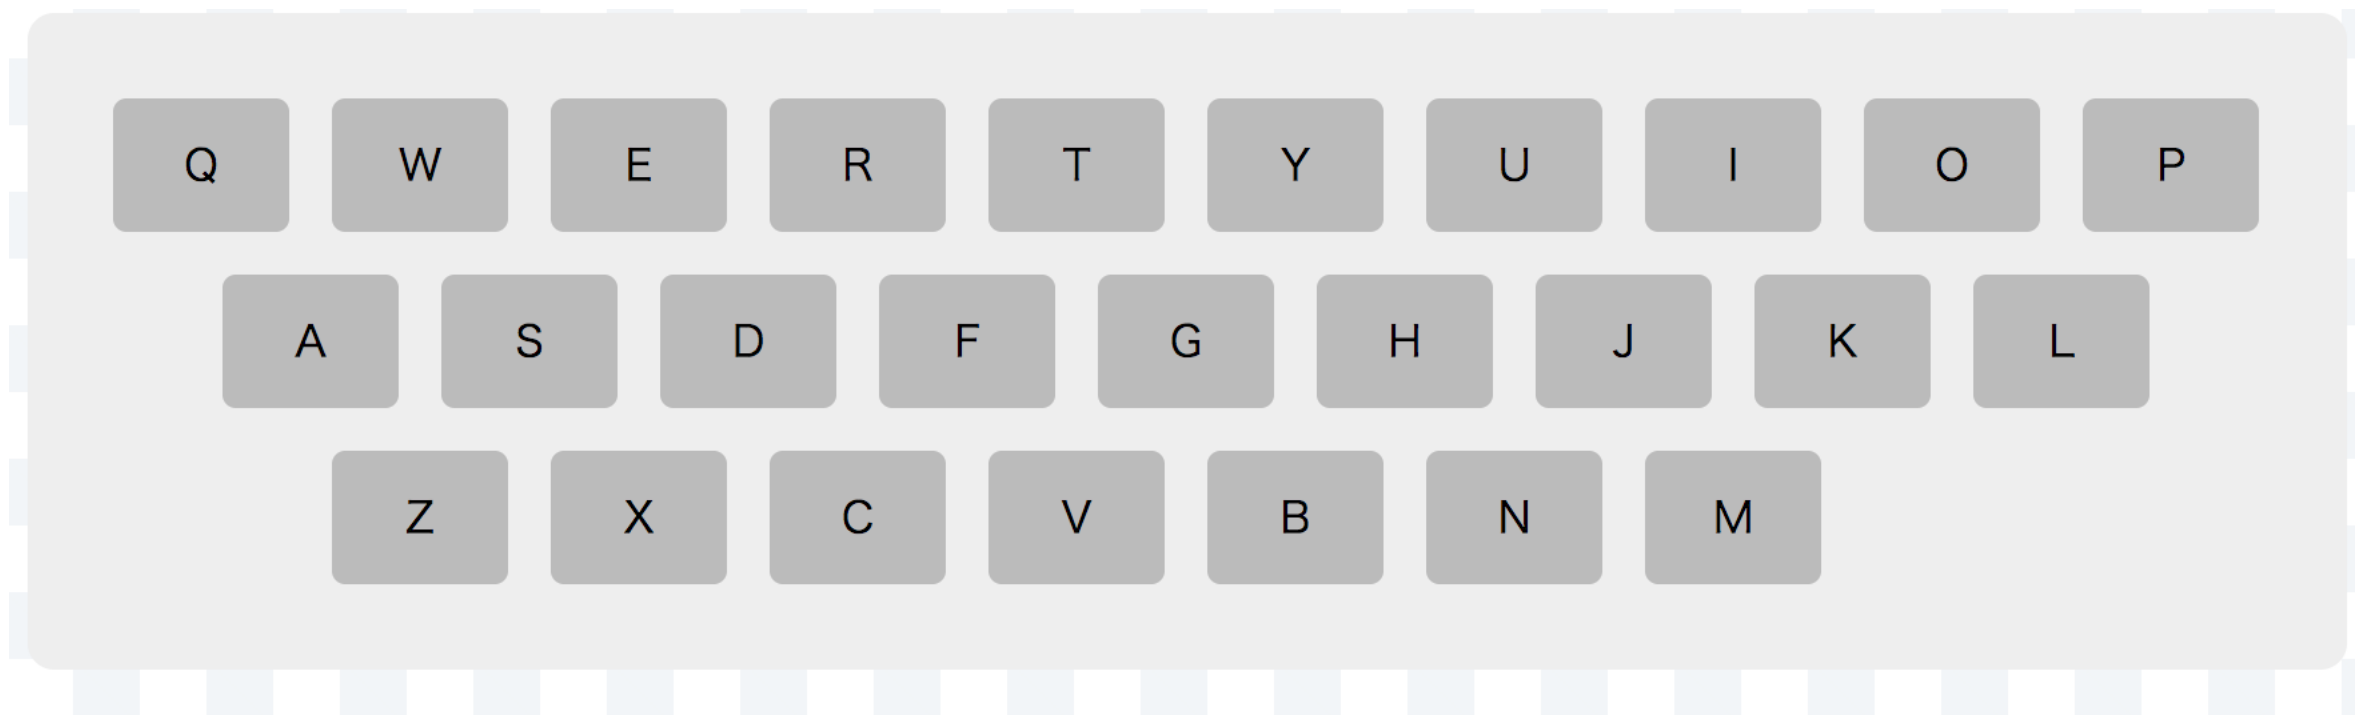 Q W E R T Y U I O P
A S D F G H J K L
Z X C V B N M